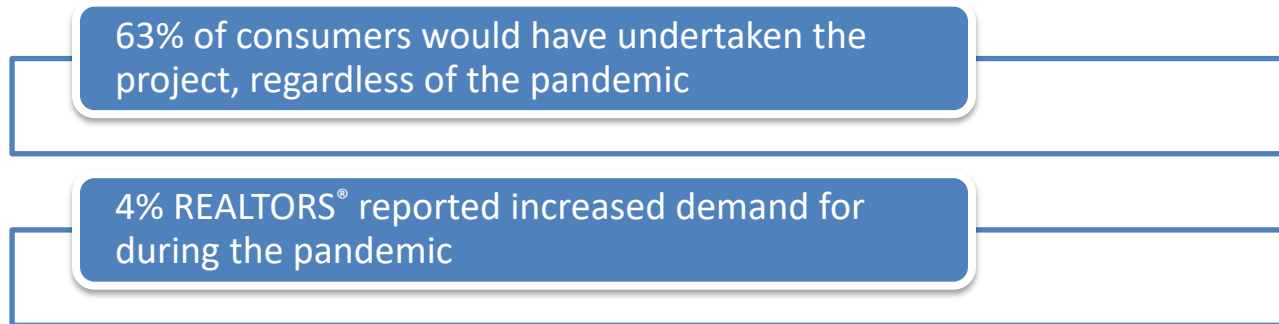 63% of consumers would have undertaken the
project, regardless of the pandemic
4% REALTORS® reported increased demand for
during the pandemic